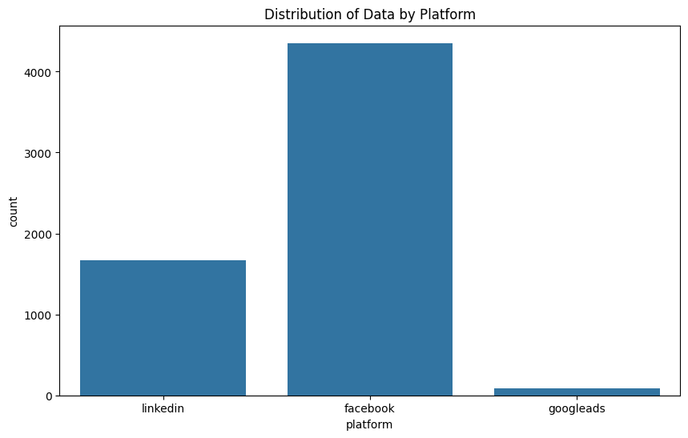 Distribution of Data by Platform
4000
3000
2000
1000
0
count
linkedin facebook googleads
platform